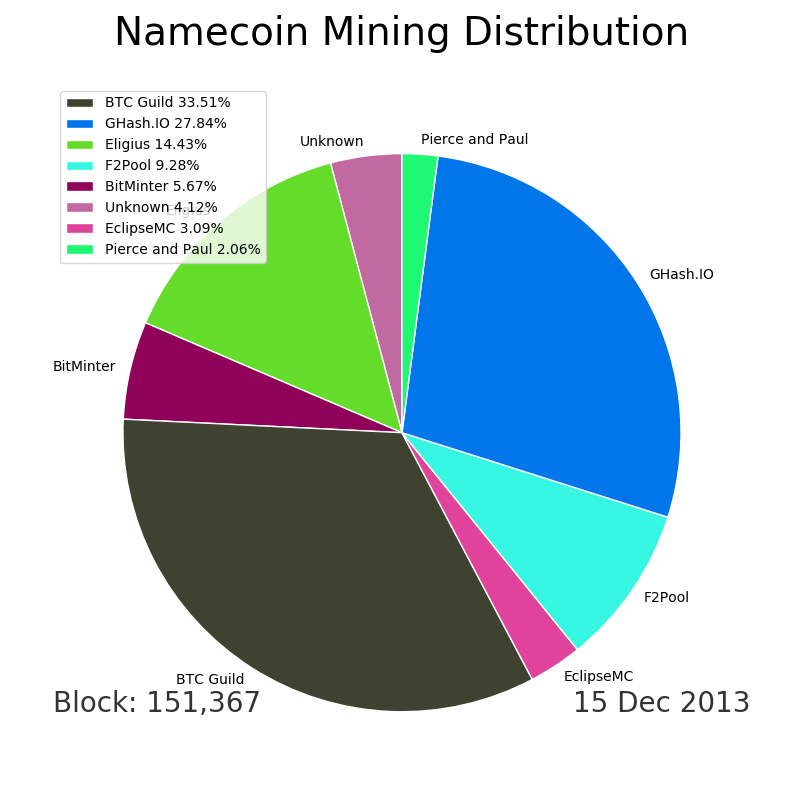 Namecoin Mining Distribution
BTC Guild 33.51%
GHash.IO 27.84%
Eligius 14.43%
F2Pool 9.28%
BitMinter 5.67%
Unknown 4.12%
EclipseMC 3.09%
Pierce and Paul 2.06%
Unknown
Pierce and Paul
Eligius
GHash.IO
BitMinter
F2Pool
EclipseMC
BTC Guild
Block: 151,367
15 Dec 2013